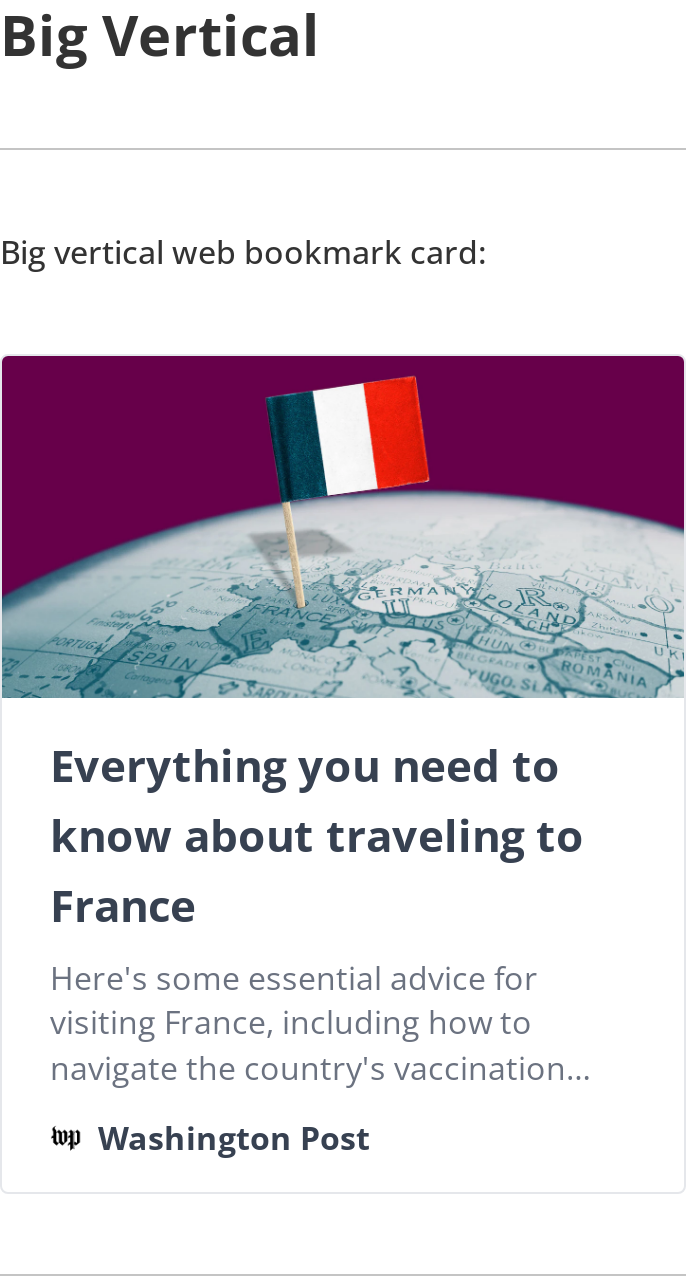 Big Vertical
Big vertical web bookmark card:
GERMANY
POLAND
FRANCE
CZECH.
PORTUGAL
SPAIN
HUN
ROMANIA
YUGO. SLA.
Everything you need to
know about traveling to
France
Here's some essential advice for
visiting France, including how to
navigate the country's vaccination...
wp Washington Post